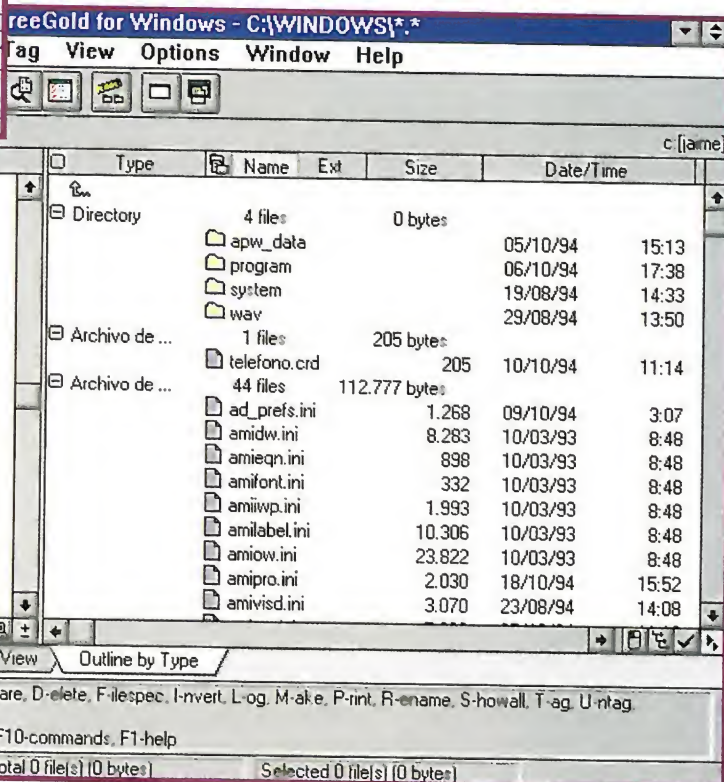 reeGold for Windows - C:\WINDOWS\*.*
Tag View Options Window Help
c:[jaime]
Type Name Ext Size Date/Time
Directory 4 files 0 bytes
apw_data 05/10/94 15:13
program 06/10/94 17:38
system 19/08/94 14:33
wav 29/08/94 13:50
Archivo de ... 1 files 205 bytes
telefono.crd 205 10/10/94 11:14
Archivo de ... 44 files 112.777 bytes
ad_prefs.ini 1.268 09/10/94 3:07
amidw.ini 8.283 10/03/93 8:48
amieqn.ini 898 10/03/93 8:48
amifont.ini 332 10/03/93 8:48
amiiwp.ini 1.993 10/03/93 8:48
amilabel.ini 10.306 10/03/93 8:48
amiow.ini 23.822 10/03/93 8:48
amipro.ini 2.030 18/10/94 15:52
amivisd.ini 3.070 23/08/94 14:08
View Outline by Type
are, D-elete, F-ilespec, I-nvert, L-og, M-ake, P-rint, R-ename, S-howall, T-ag, U-ntag,
F10-commands, F1-help
otal 0 file(s) (0 bytes) Selected 0 file(s) (0 bytes)